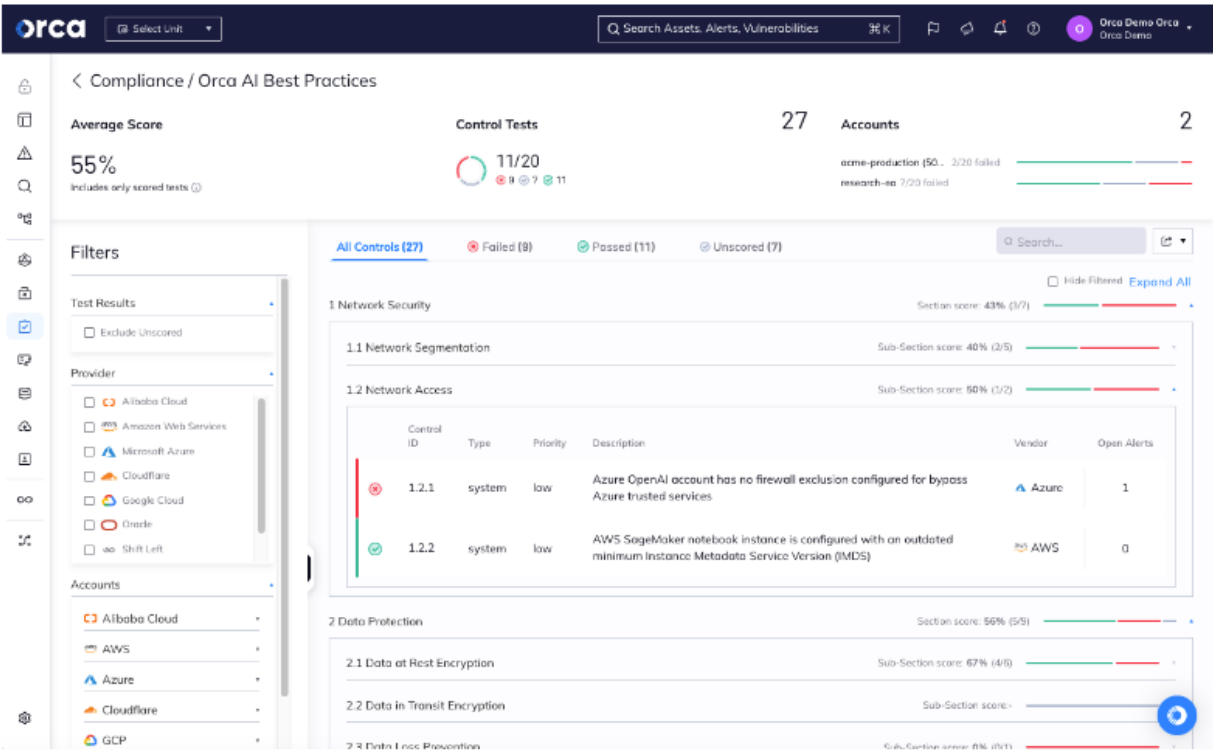 orca
Select Unit
Search Assets, Alerts, Vulnerabilities
⌘ K
O
Orca Demo Orca
Orca Demo
Compliance / Orca AI Best Practices
Average Score
55%
Includes only scored tests
Control Tests
27
11/20
9 7 11
Accounts
2
acme-production (50... 2/20 failed
research-ea 7/20 failed
Filters
Test Results
Exclude Unscored
Provider
Alibaba Cloud
Amazon Web Services
Microsoft Azure
Cloudflare
Google Cloud
Oracle
Shift Left
Accounts
Alibaba Cloud
AWS
Azure
Cloudflare
GCP
All Controls (27)
Failed (9)
Passed (11)
Unscored (7)
Search...
Hide Filtered
Expand All
1 Network Security
Section score: 43% (3/7)
1.1 Network Segmentation
Sub-Section score: 40% (2/5)
1.2 Network Access
Sub-Section score: 50% (1/2)
Control
ID
Type
Priority
Description
Vendor
Open Alerts
1.2.1
system
low
Azure OpenAI account has no firewall exclusion configured for bypass
Azure trusted services
Azure
1
1.2.2
system
low
AWS SageMaker notebook instance is configured with an outdated
minimum Instance Metadata Service Version (IMDS)
AWS
0
2 Data Protection
Section score: 56% (5/9)
2.1 Data at Rest Encryption
Sub-Section score: 67% (4/6)
2.2 Data in Transit Encryption
Sub-Section score:-
2.3 Data Loss Prevention
Sub-Section score: 0% (0/1)